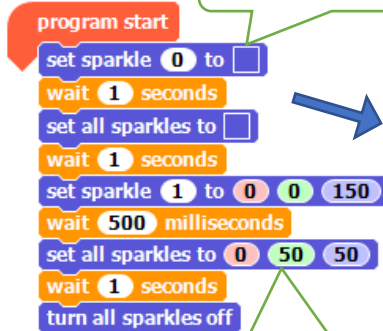 program start
set sparkle 0 to
wait 1 seconds
set all sparkles to
wait 1 seconds
set sparkle 1 to 0 0 150
wait 500 milliseconds
set all sparkles to 0 50 50
wait 1 seconds
turn all sparkles off